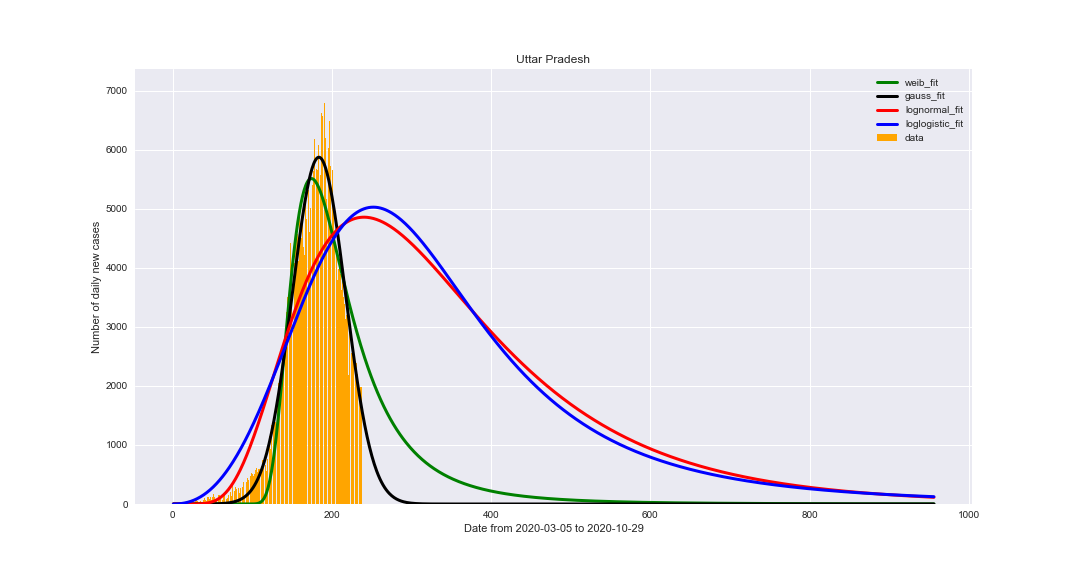 Uttar Pradesh
weib_fit
gauss_fit
lognormal_fit
loglogistic_fit
data
Number of daily new cases
7000
6000
5000
4000
3000
2000
1000
0
0 200 400 600 800 1000
Date from 2020-03-05 to 2020-10-29